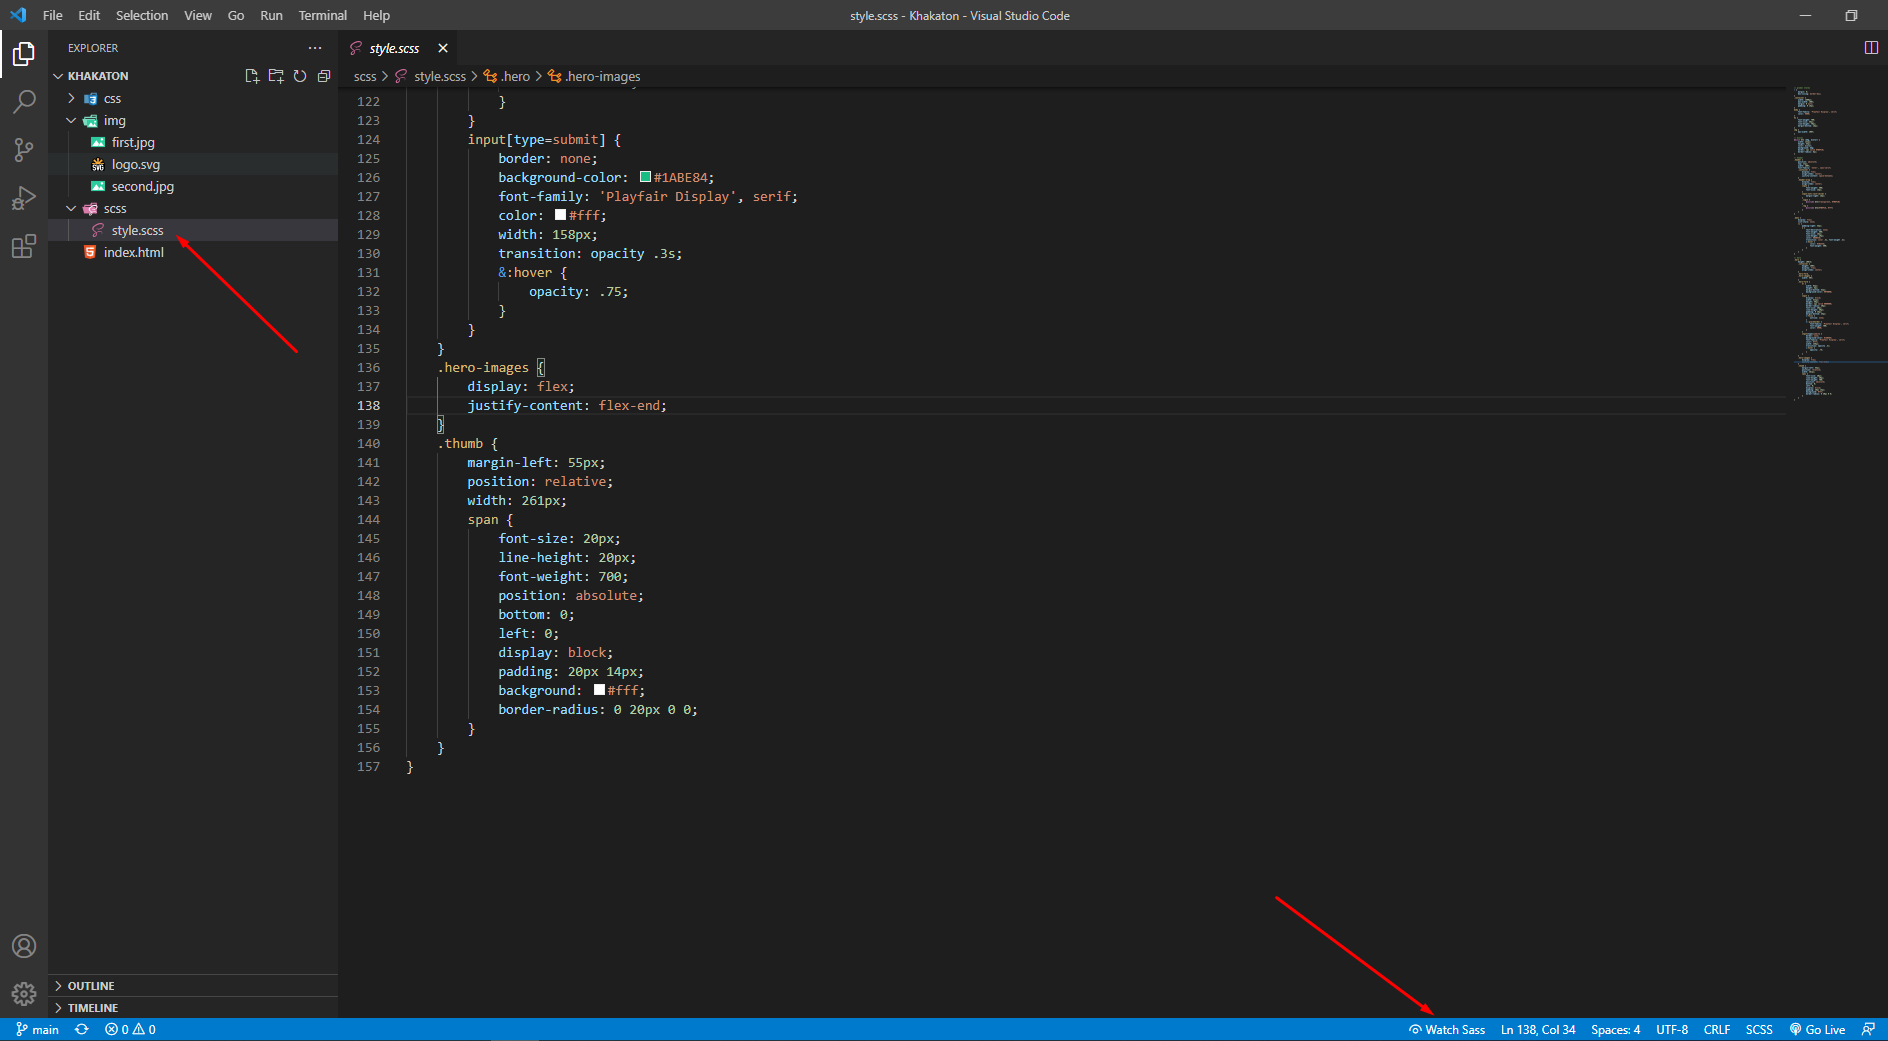 File Edit Selection View Go Run Terminal Help
style.scss - Khakaton - Visual Studio Code
EXPLORER
KHAKATON
css
img
first.jpg
logo.svg
second.jpg
scss
style.scss
index.html
OUTLINE
TIMELINE
style.scss
scss > style.scss > .hero > .hero-images
122 }
123 }
124 input[type=submit] {
125 border: none;
126 background-color: #1ABE84;
127 font-family: 'Playfair Display', serif;
128 color: #fff;
129 width: 158px;
130 transition: opacity .3s;
131 &:hover {
132 opacity: .75;
133 }
134 }
135 }
136 .hero-images {
137 display: flex;
138 justify-content: flex-end;
139 }
140 .thumb {
141 margin-left: 55px;
142 position: relative;
143 width: 261px;
144 span {
145 font-size: 20px;
146 line-height: 20px;
147 font-weight: 700;
148 position: absolute;
149 bottom: 0;
150 left: 0;
151 display: block;
152 padding: 20px 14px;
153 background: #fff;
154 border-radius: 0 20px 0 0;
155 }
156 }
157 }
main 0 0 Watch Sass Ln 138, Col 34 Spaces: 4 UTF-8 CRLF SCSS Go Live